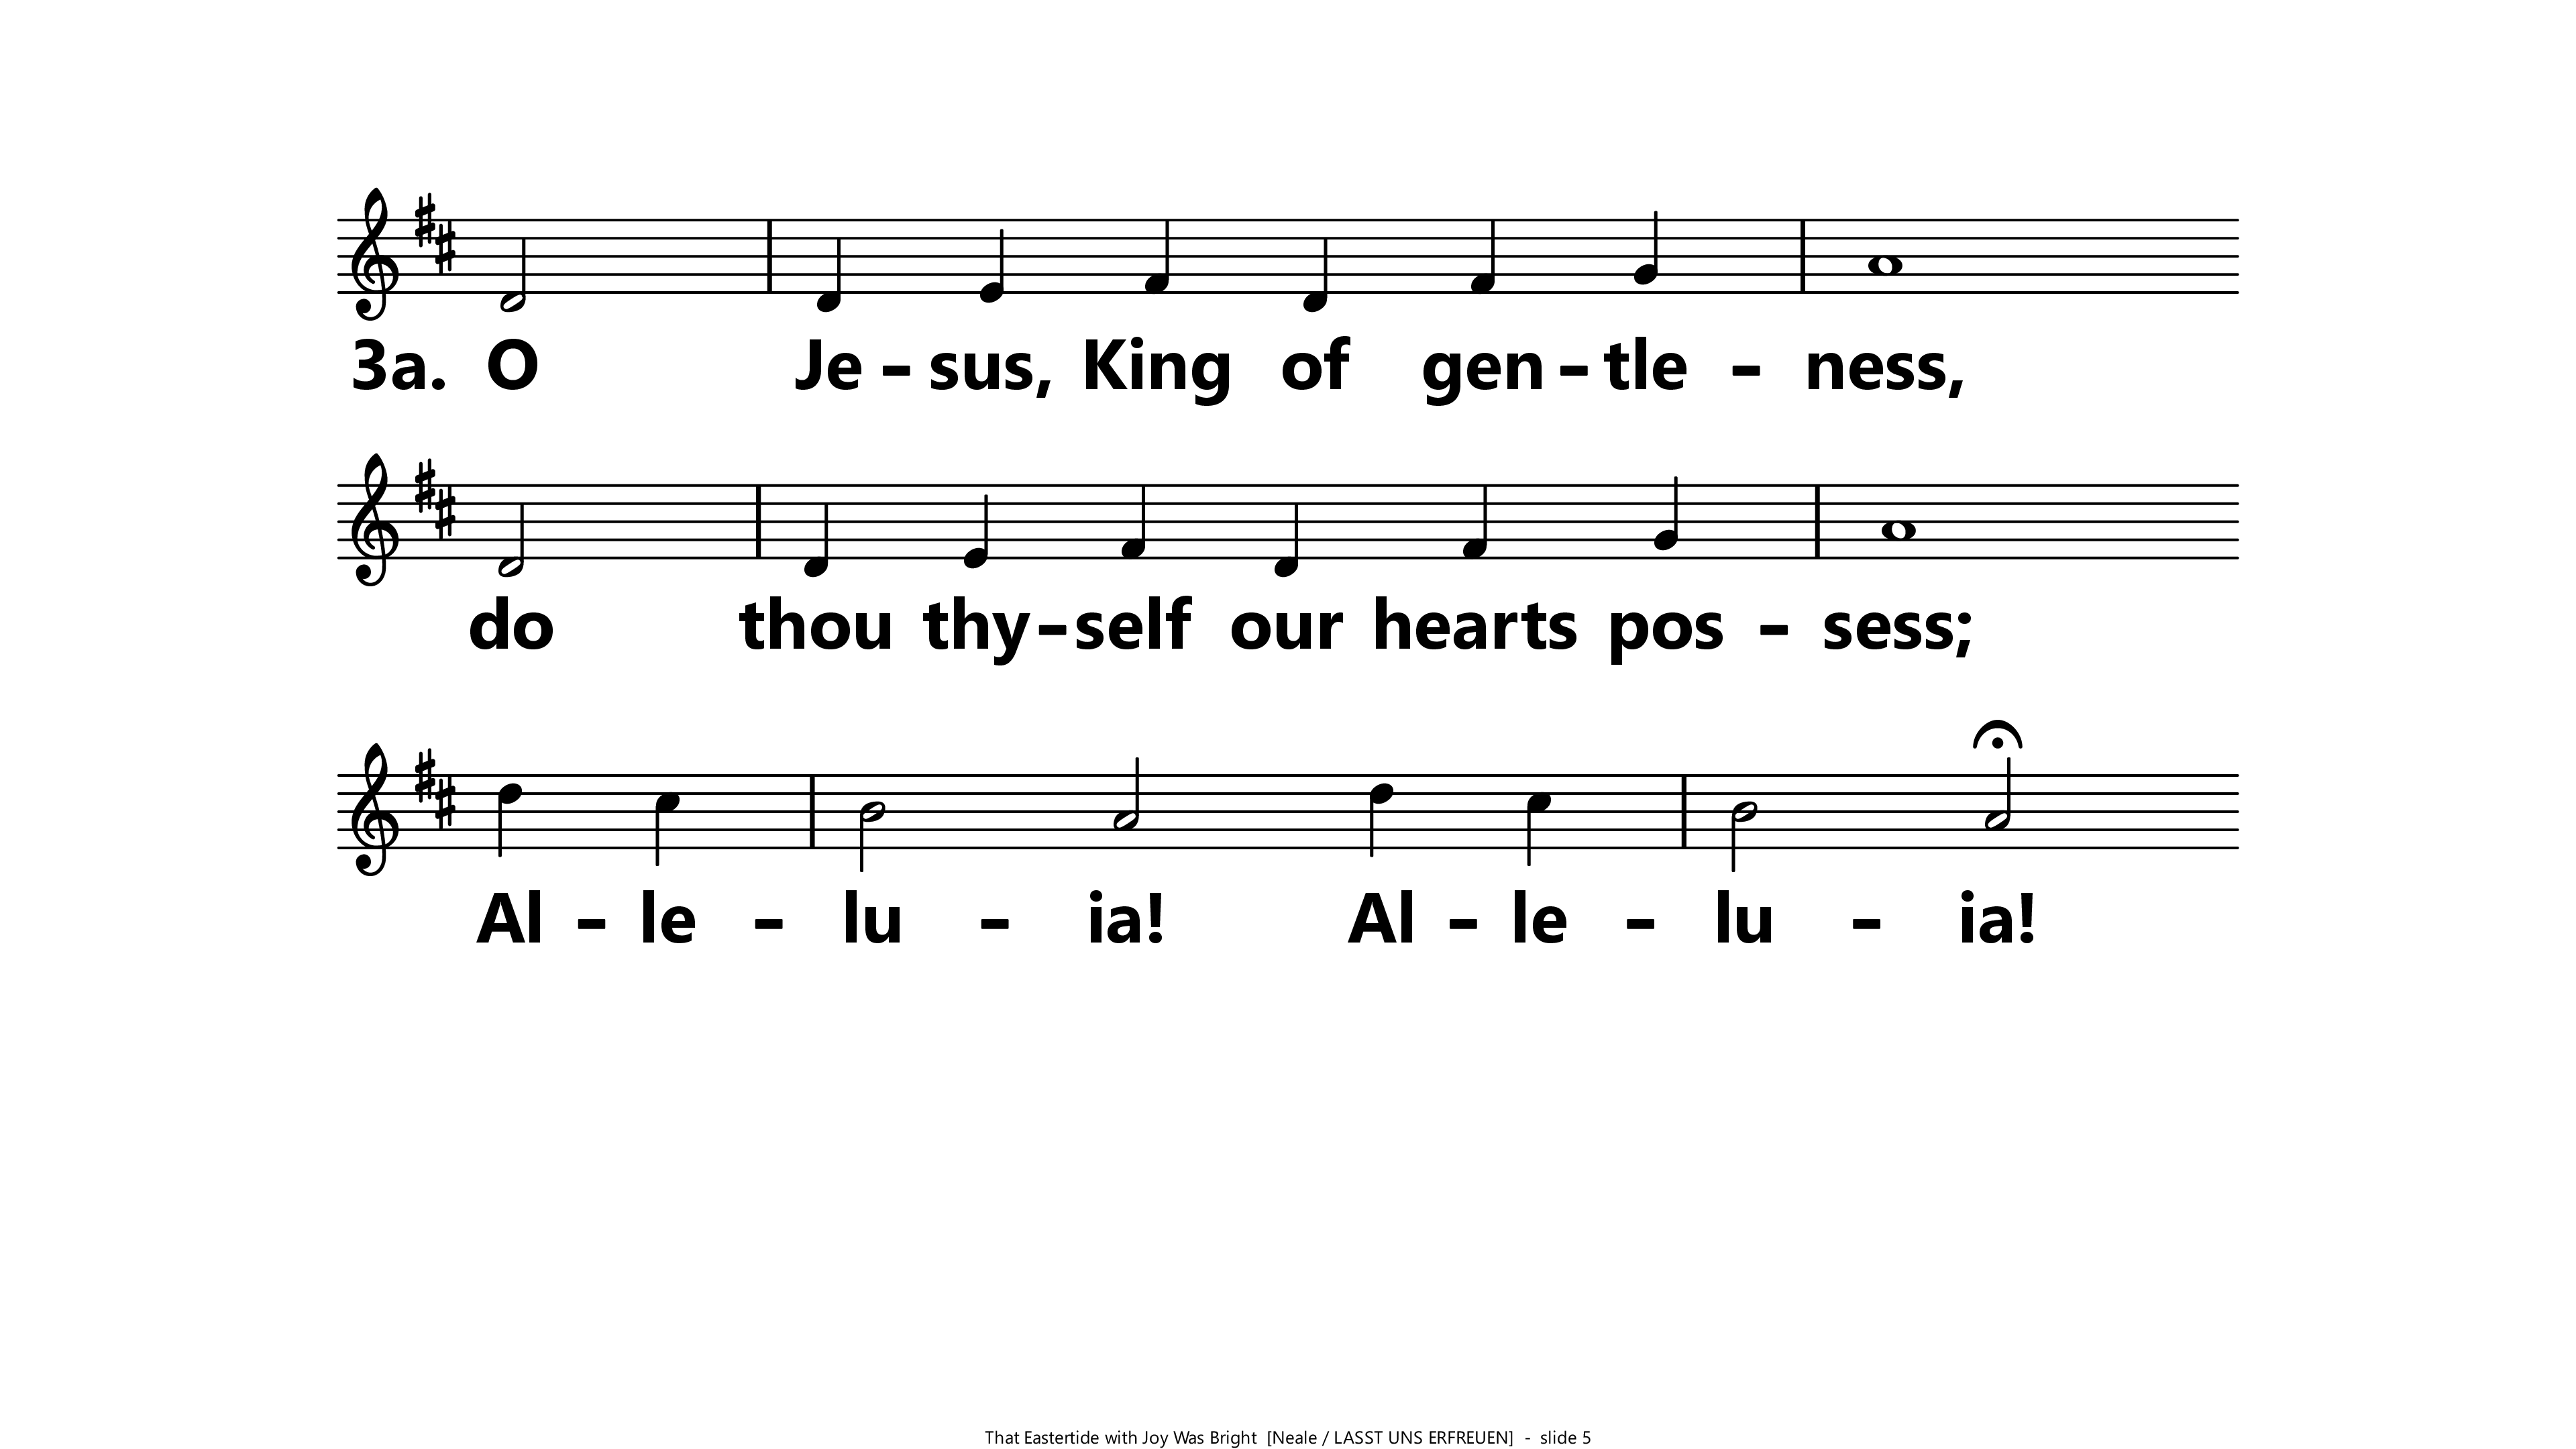 3a. O Je - sus, King of gen - tle - ness,
do thou thy - self our hearts pos - sess;
Al - le - lu - ia! Al - le - lu - ia!
That Eastertide with Joy Was Bright [Neale / LASST UNS ERFREUEN] - slide 5